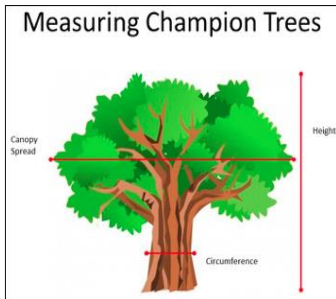 Measuring Champion Trees
Canopy
Spread
Height
Circumference